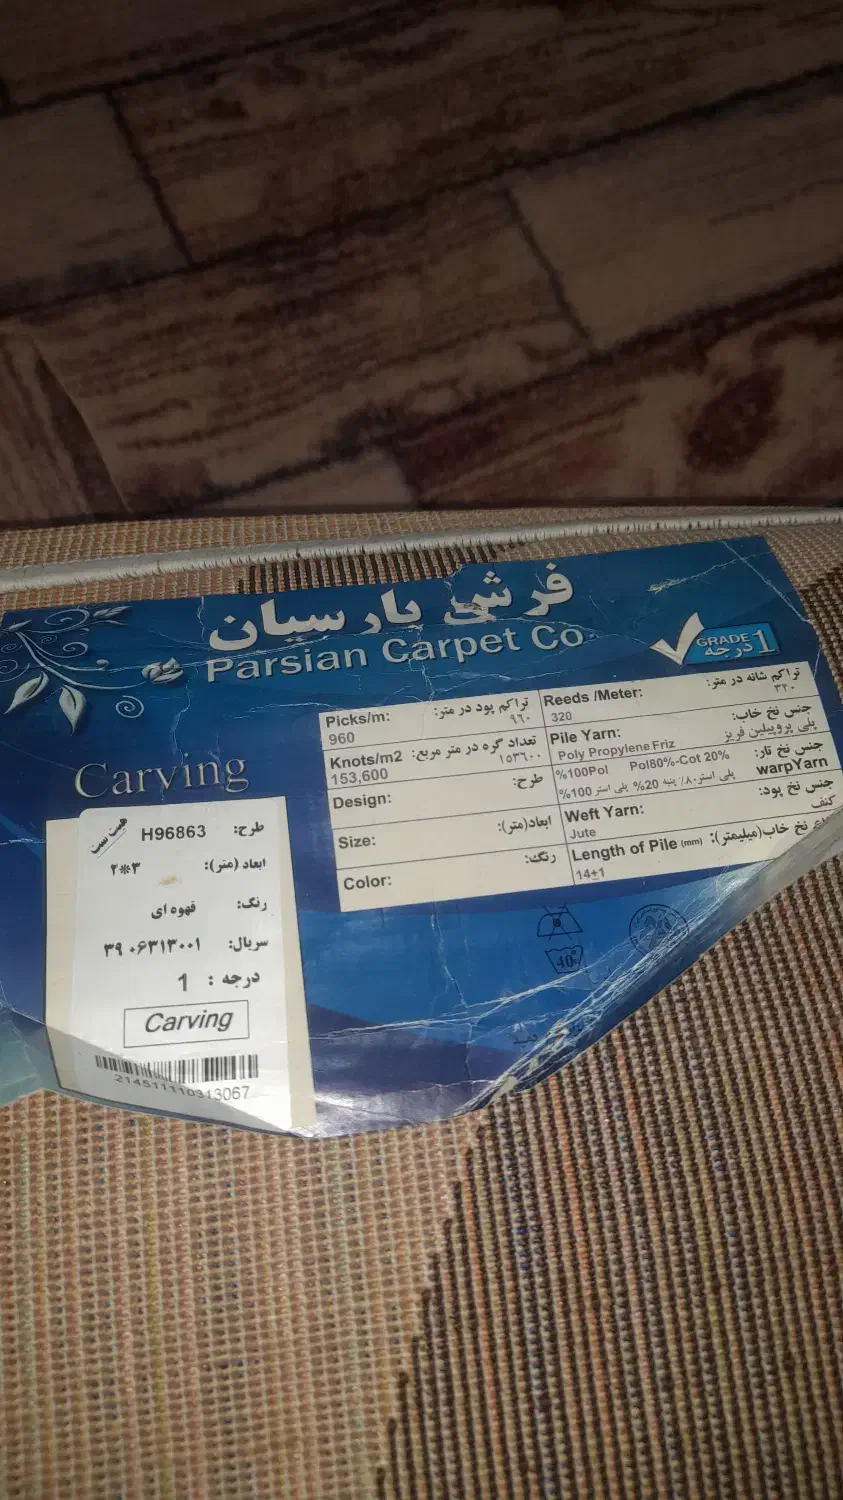 فرش پارسیان
Parsian Carpet Co.
GRADE 1
درجه
Carving
Picks/m: تراکم پود در متر:
960 ۹۶۰
Knots/m2 تعداد گره در متر مربع:
153,600 ۱۵۳۶۰۰
Design: طرح:
Size: ابعاد(متر):
Color: رنگ:
Reeds /Meter: تراکم شانه در متر:
320 ۳۲۰
Pile Yarn: جنس نخ خاب:
Poly Propylene Friz پلی پروپیلین فریز
%100Pol Pol80%-Cot 20% جنس نخ تار:
%100 پلی استر ۸۰٪ پلی استر 20% پنبه warpYarn
Weft Yarn: جنس نخ پود:
Jute کنف
Length of Pile (mm) نخ خاب(میلیمتر):
14±1
طرح: H96863 هیت ست
ابعاد (متر): ۲*۳
رنگ: قهوه ای
سریال: ۳۹۰۶۳۱۳۰۰۱
درجه : 1
Carving
214511110313067
40°